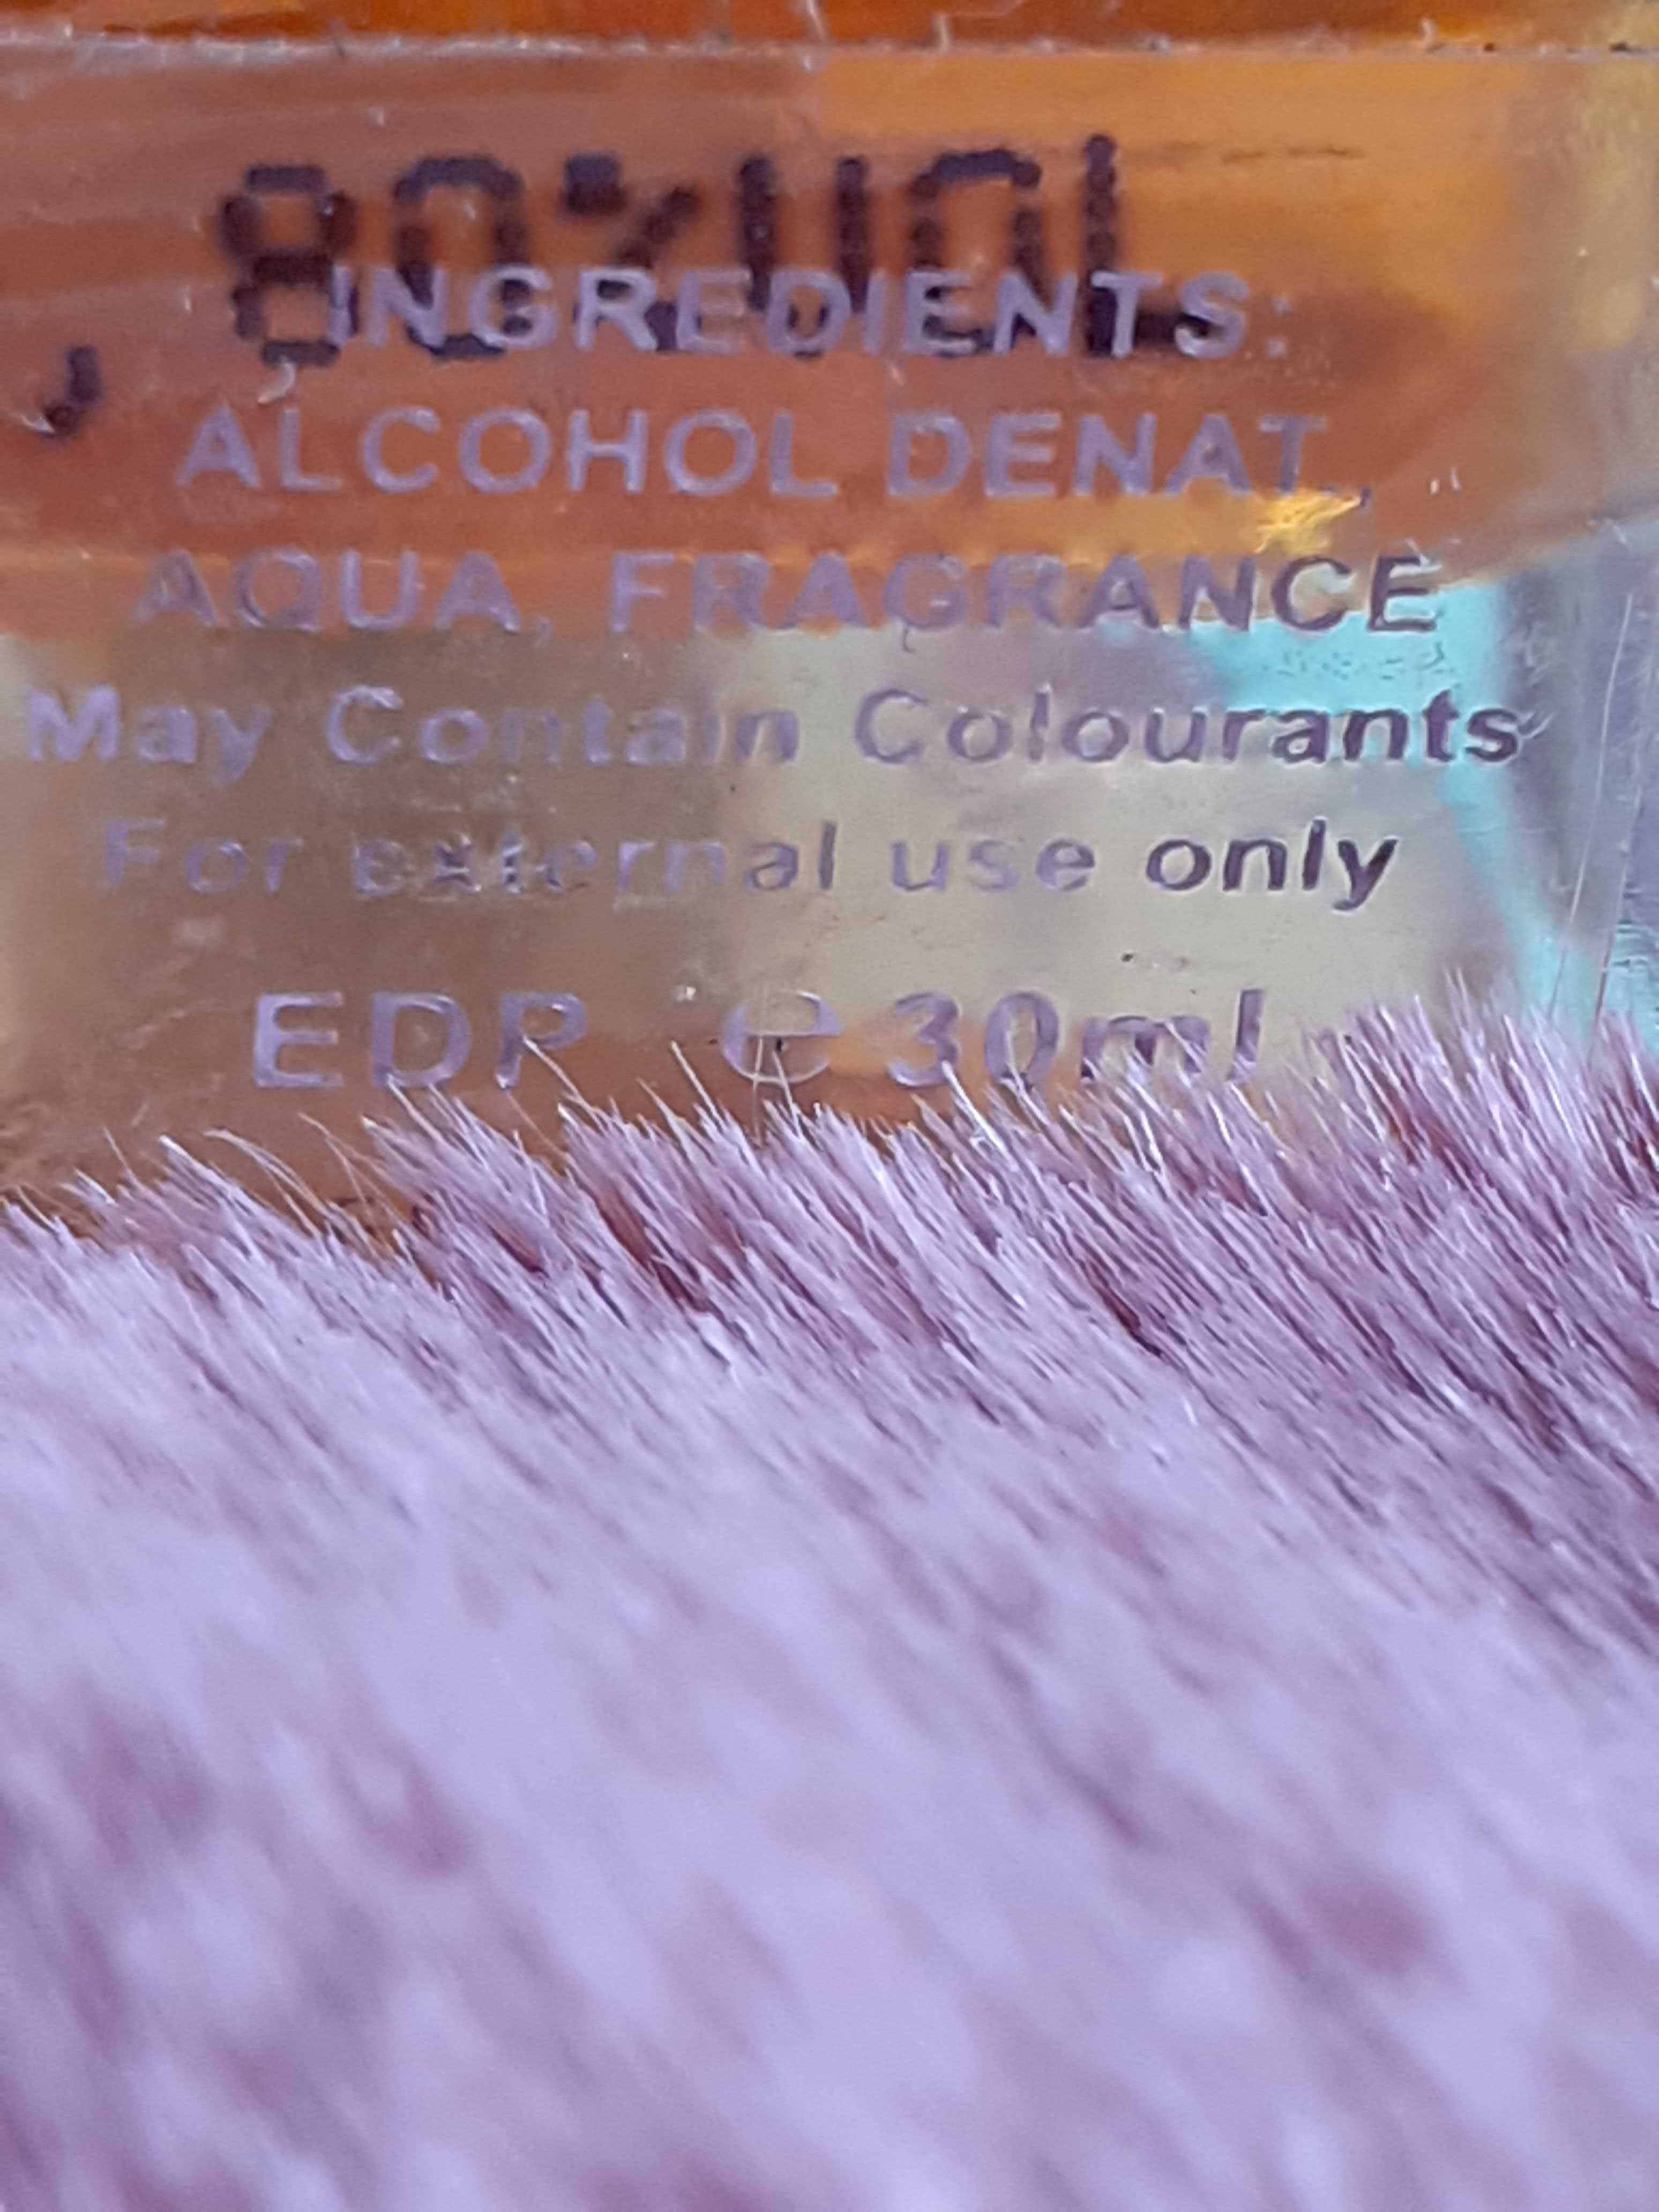 80%VOL
INGREDIENTS:
ALCOHOL DENAT.,
AQUA, FRAGRANCE
May Contain Colourants
For external use only
EDP ℮ 30ml